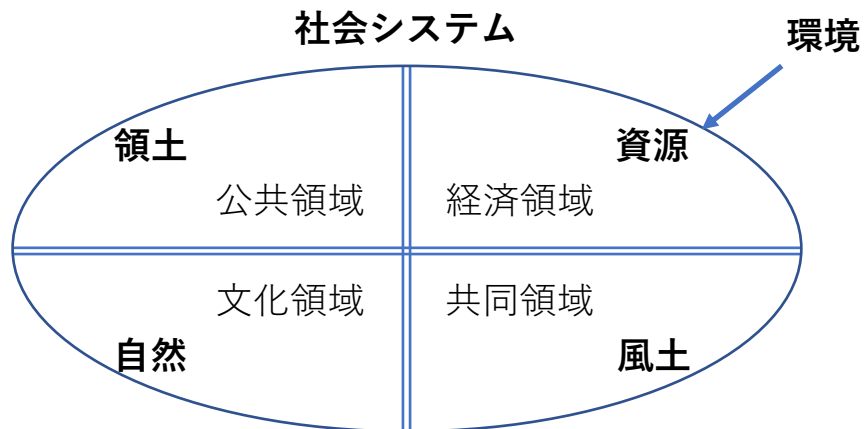 社会システム
環境
領土
資源
公共領域
経済領域
文化領域
共同領域
自然
風土